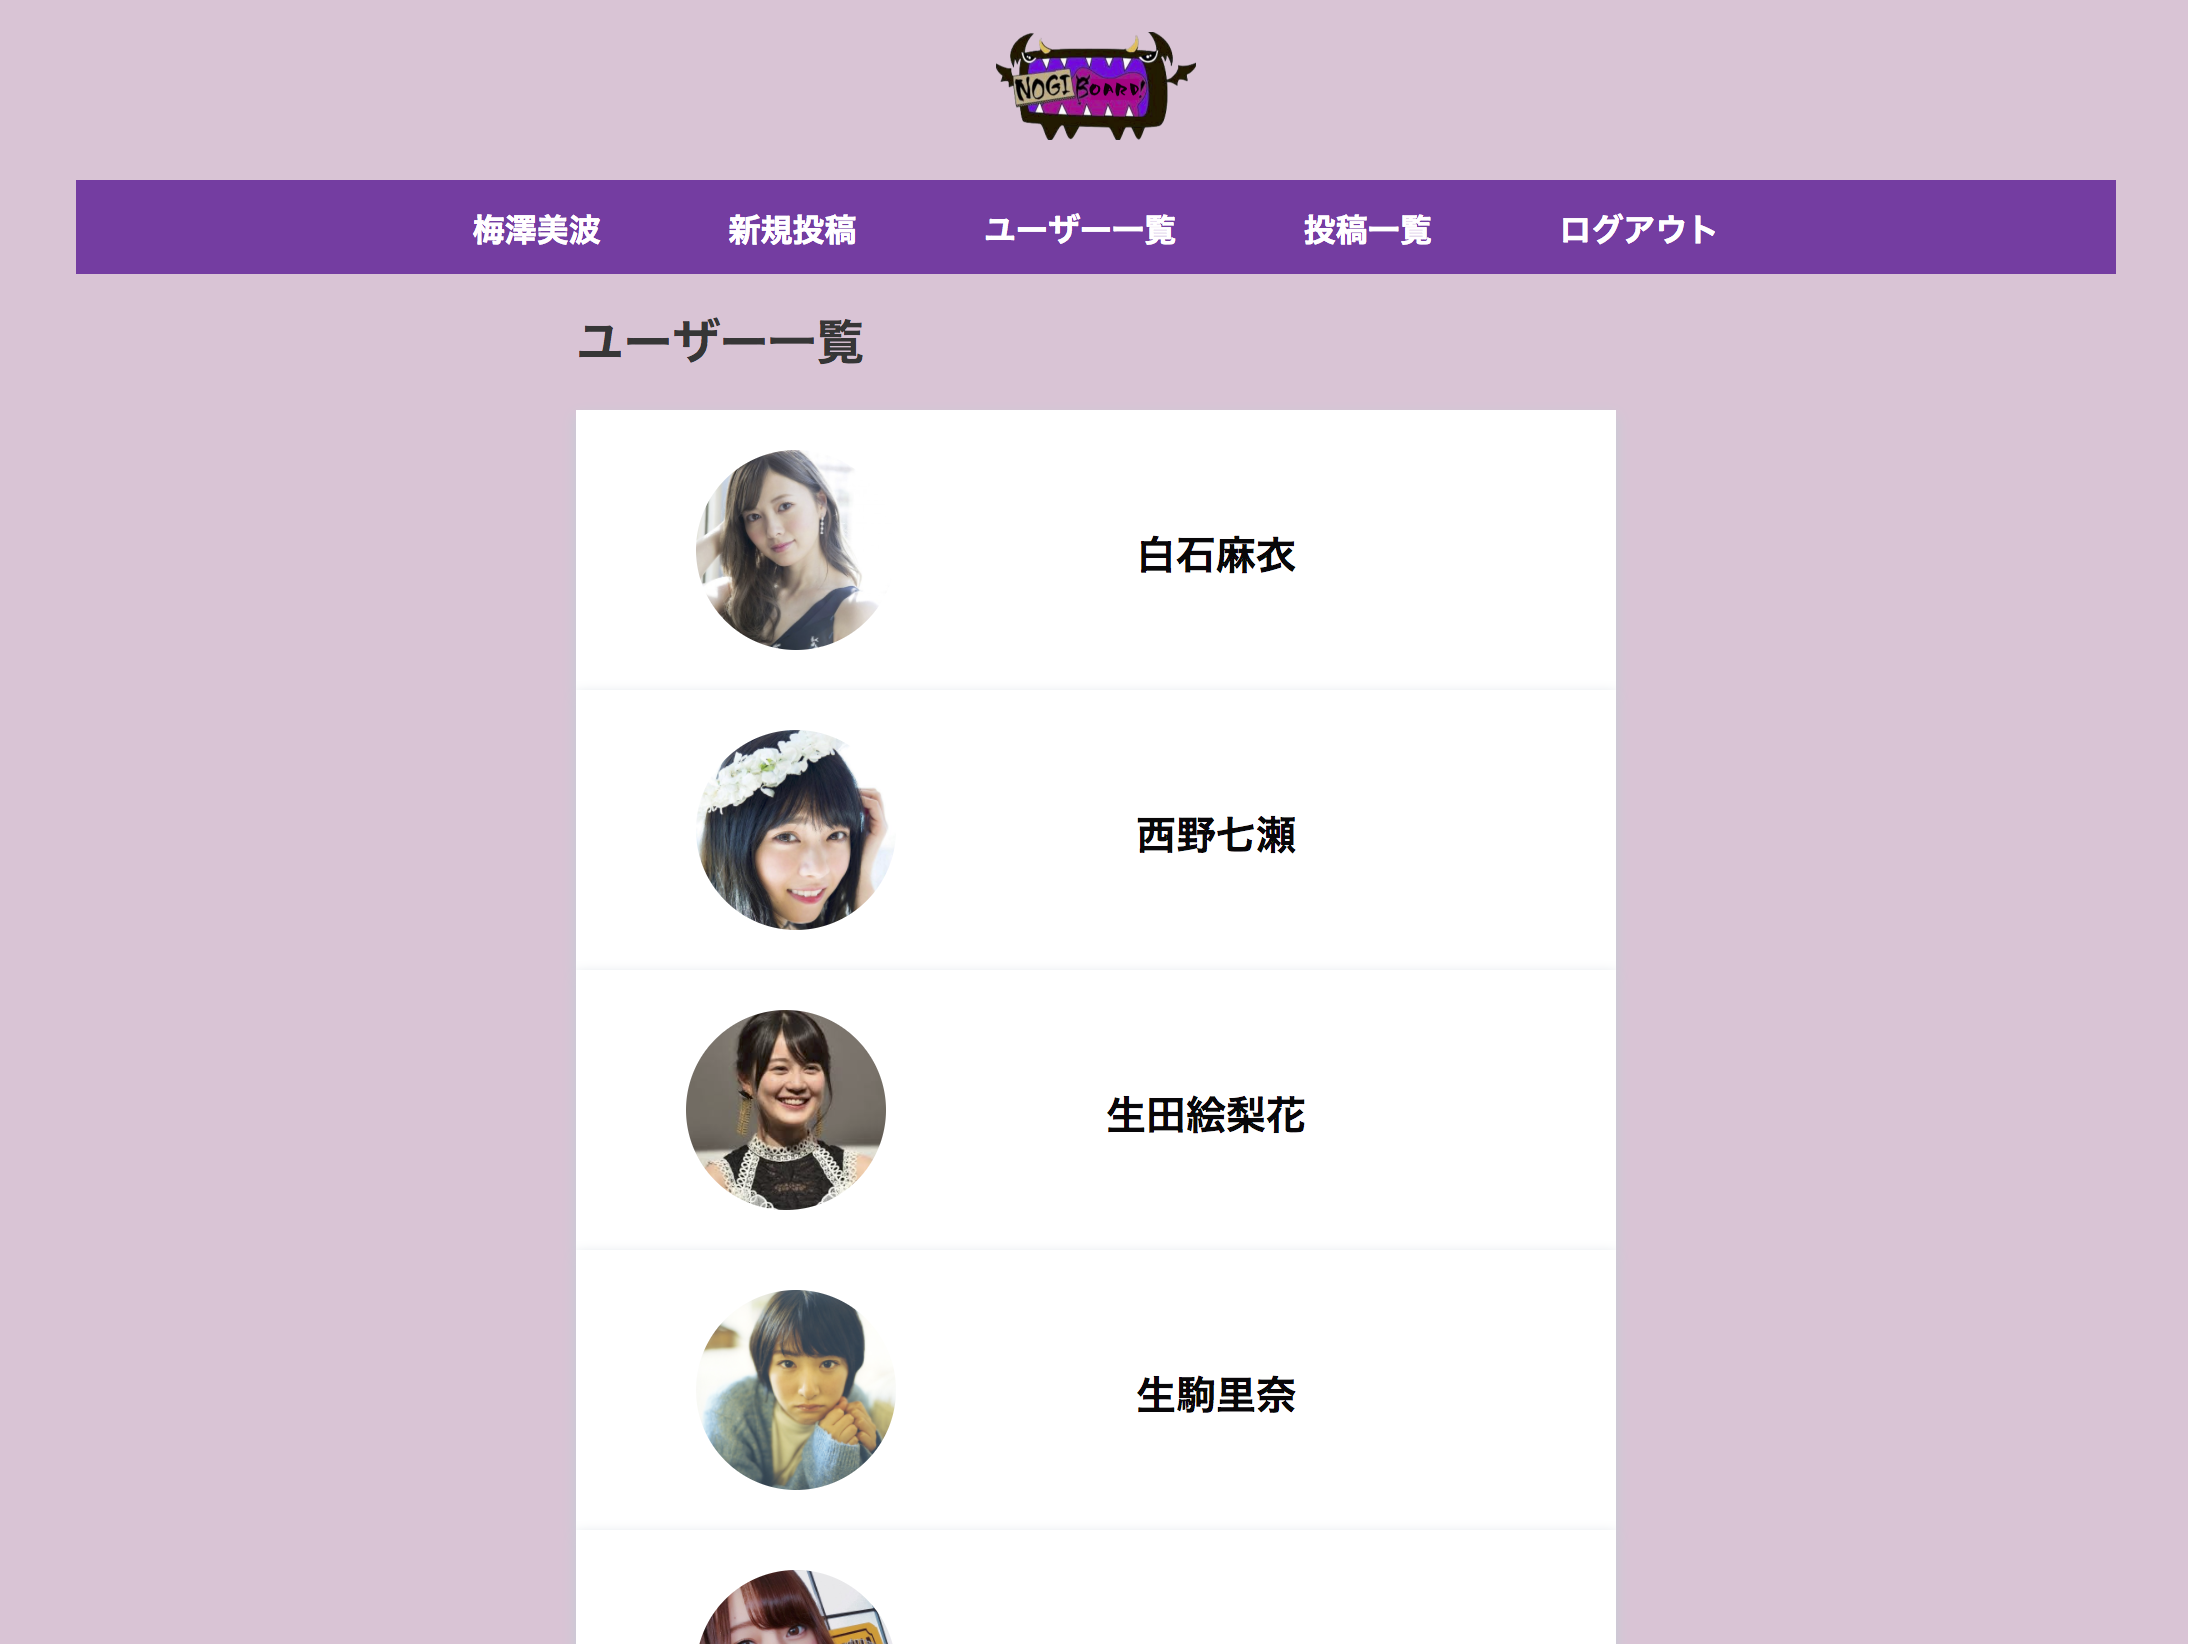 NOGI BOARD!
梅澤美波 新規投稿 ユーザー一覧 投稿一覧 ログアウト
ユーザー一覧
白石麻衣
西野七瀬
生田絵梨花
生駒里奈